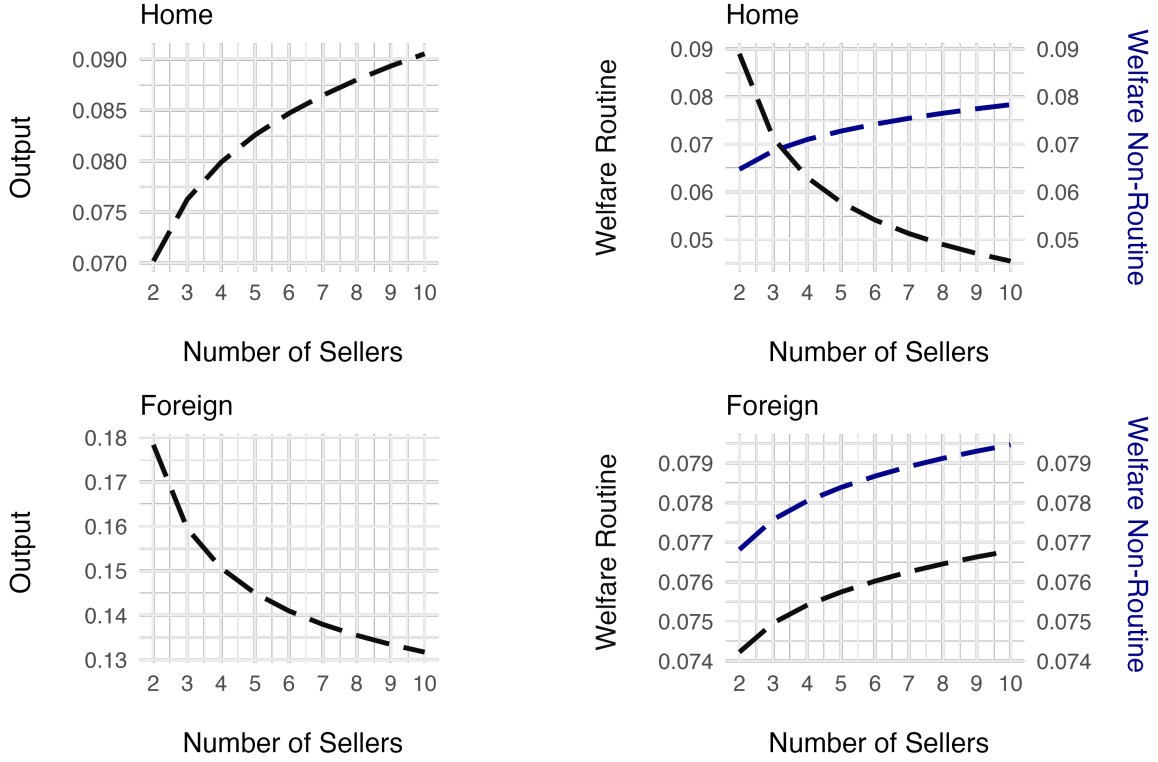 Home
Output
0.090
0.085
0.080
0.075
0.070
2 3 4 5 6 7 8 9 10
Number of Sellers
Home
Welfare Routine
0.09
0.08
0.07
0.06
0.05
0.09
0.08
0.07
0.06
0.05
Welfare Non-Routine
2 3 4 5 6 7 8 9 10
Number of Sellers
Foreign
Output
0.18
0.17
0.16
0.15
0.14
0.13
2 3 4 5 6 7 8 9 10
Number of Sellers
Foreign
Welfare Routine
0.079
0.078
0.077
0.076
0.075
0.074
0.079
0.078
0.077
0.076
0.075
0.074
Welfare Non-Routine
2 3 4 5 6 7 8 9 10
Number of Sellers